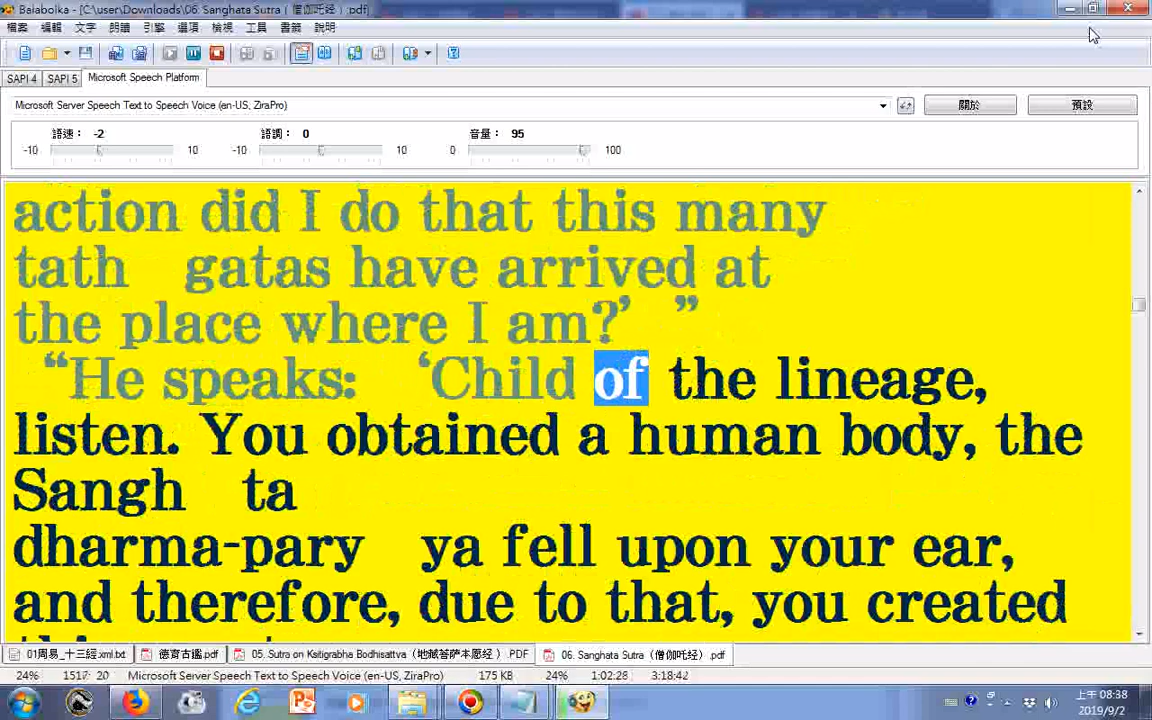 Balabolka - [C:\user\Downloads\06. Sanghata Sutra（僧伽吒经）.pdf]
檔案 編輯 文字 朗讀 引擎 選項 檢視 工具 書籤 說明
SAPI 4 SAPI 5 Microsoft Speech Platform
Microsoft Server Speech Text to Speech Voice (en-US, ZiraPro) 關於 預設
語速： -2 語調： 0 音量： 95
-10 10 -10 10 0 100
action did I do that this many
tath gatas have arrived at
the place where I am?’ ”
“He speaks: ‘Child of the lineage,
listen. You obtained a human body, the
Sangh ta
dharma-pary ya fell upon your ear,
and therefore, due to that, you created
01周易_十三經.xml.txt 德育古鑑.pdf 05. Sutra on Ksitigrabha Bodhisattva（地藏菩萨本愿经）.PDF 06. Sanghata Sutra（僧伽吒经）.pdf
24% 1517: 20 Microsoft Server Speech Text to Speech Voice (en-US, ZiraPro) 175 KB 24% 1:02:28 3:18:42
上午 08:38
2019/9/2